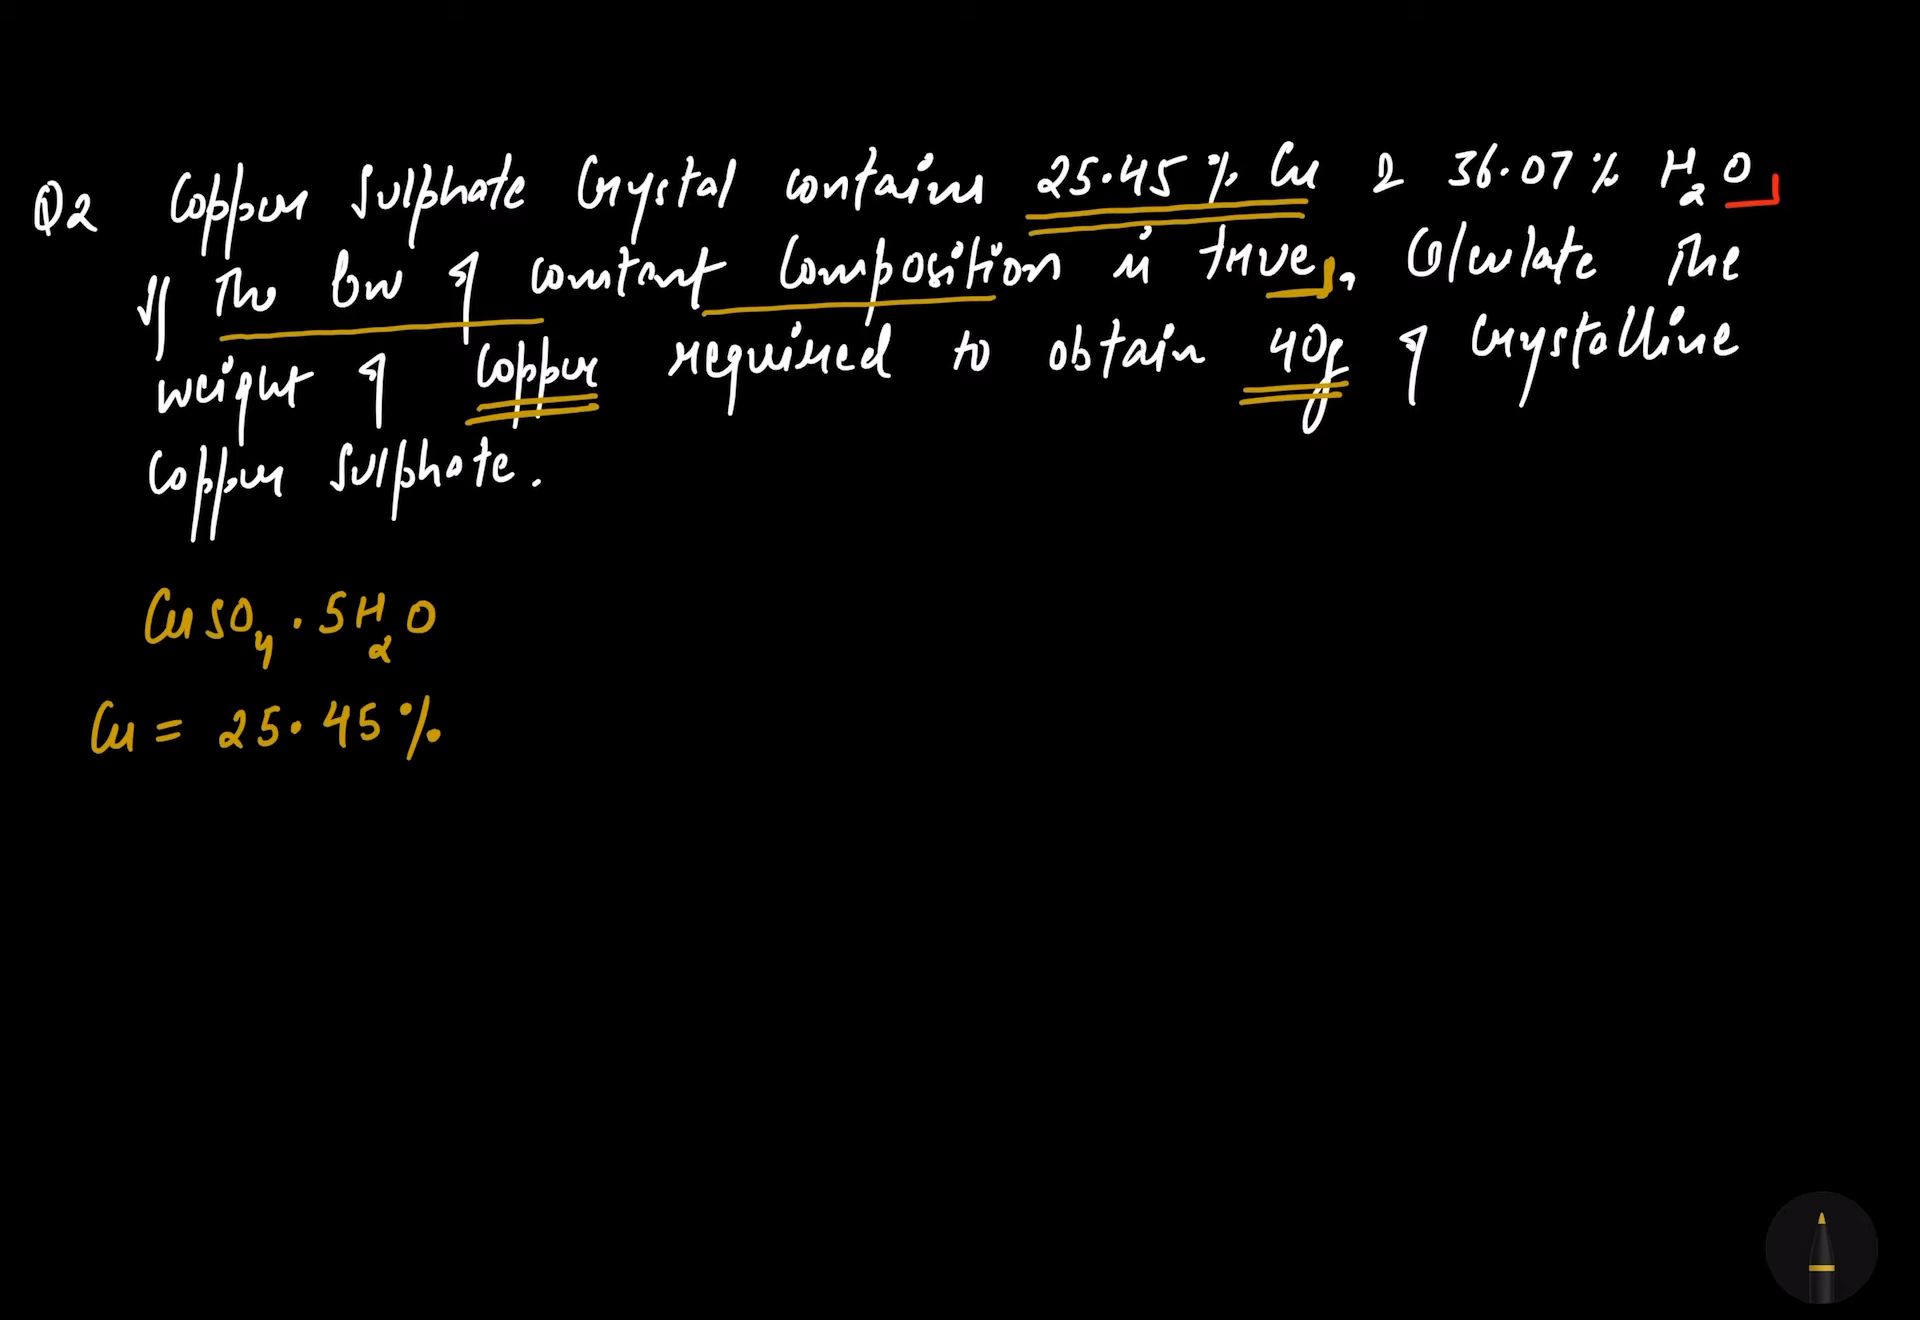 Q2 Copper Sulphate Crystal contains 25.45 % Cu & 36.07 % H2O
If The law of constant Composition is true, Calculate The
weight of Copper required to obtain 40g of Crystalline
Copper Sulphate.
CuSO4 . 5H2O
Cu = 25.45 %